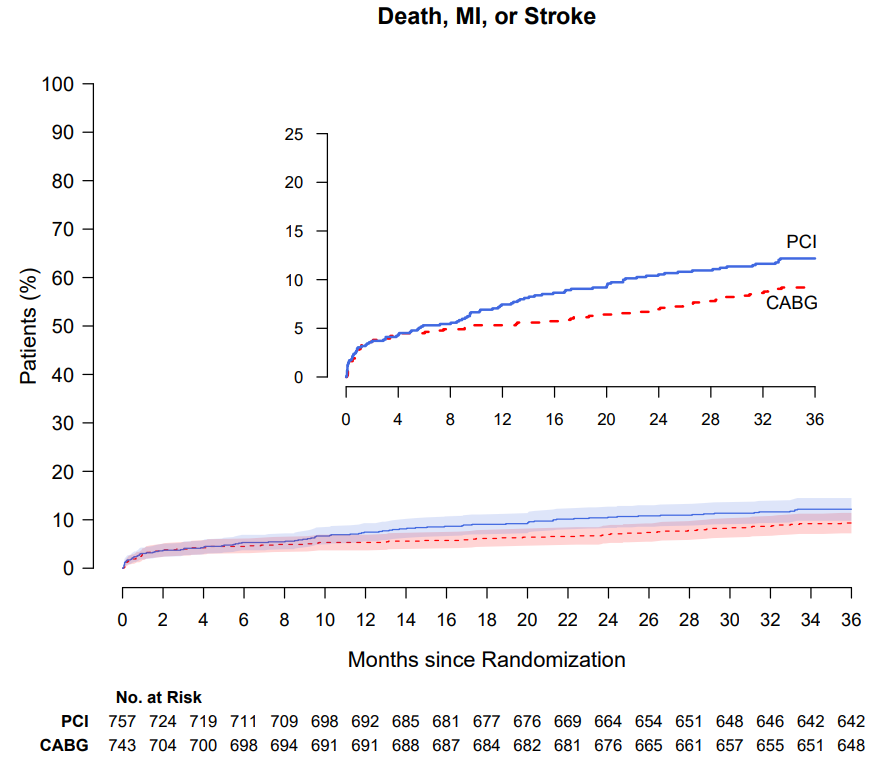 Death, MI, or Stroke
100
90
80
70
60
50
40
30
20
10
0
Patients (%)
25
20
15
10
5
0
PCI
CABG
0 4 8 12 16 20 24 28 32 36
0 2 4 6 8 10 12 14 16 18 20 22 24 26 28 30 32 34 36
Months since Randomization
No. at Risk
PCI 757 724 719 711 709 698 692 685 681 677 676 669 664 654 651 648 646 642 642
CABG 743 704 700 698 694 691 691 688 687 684 682 681 676 665 661 657 655 651 648